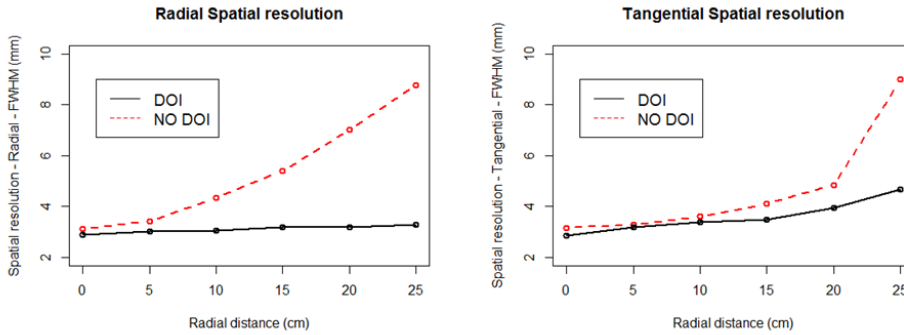 Radial Spatial resolution
Spatial resolution - Radial - FWHM (mm)
10
8
6
4
2
DOI
NO DOI
0 5 10 15 20 25
Radial distance (cm)
Tangential Spatial resolution
Spatial resolution - Tangential - FWHM (mm)
10
8
6
4
2
DOI
NO DOI
0 5 10 15 20 25
Radial distance (cm)